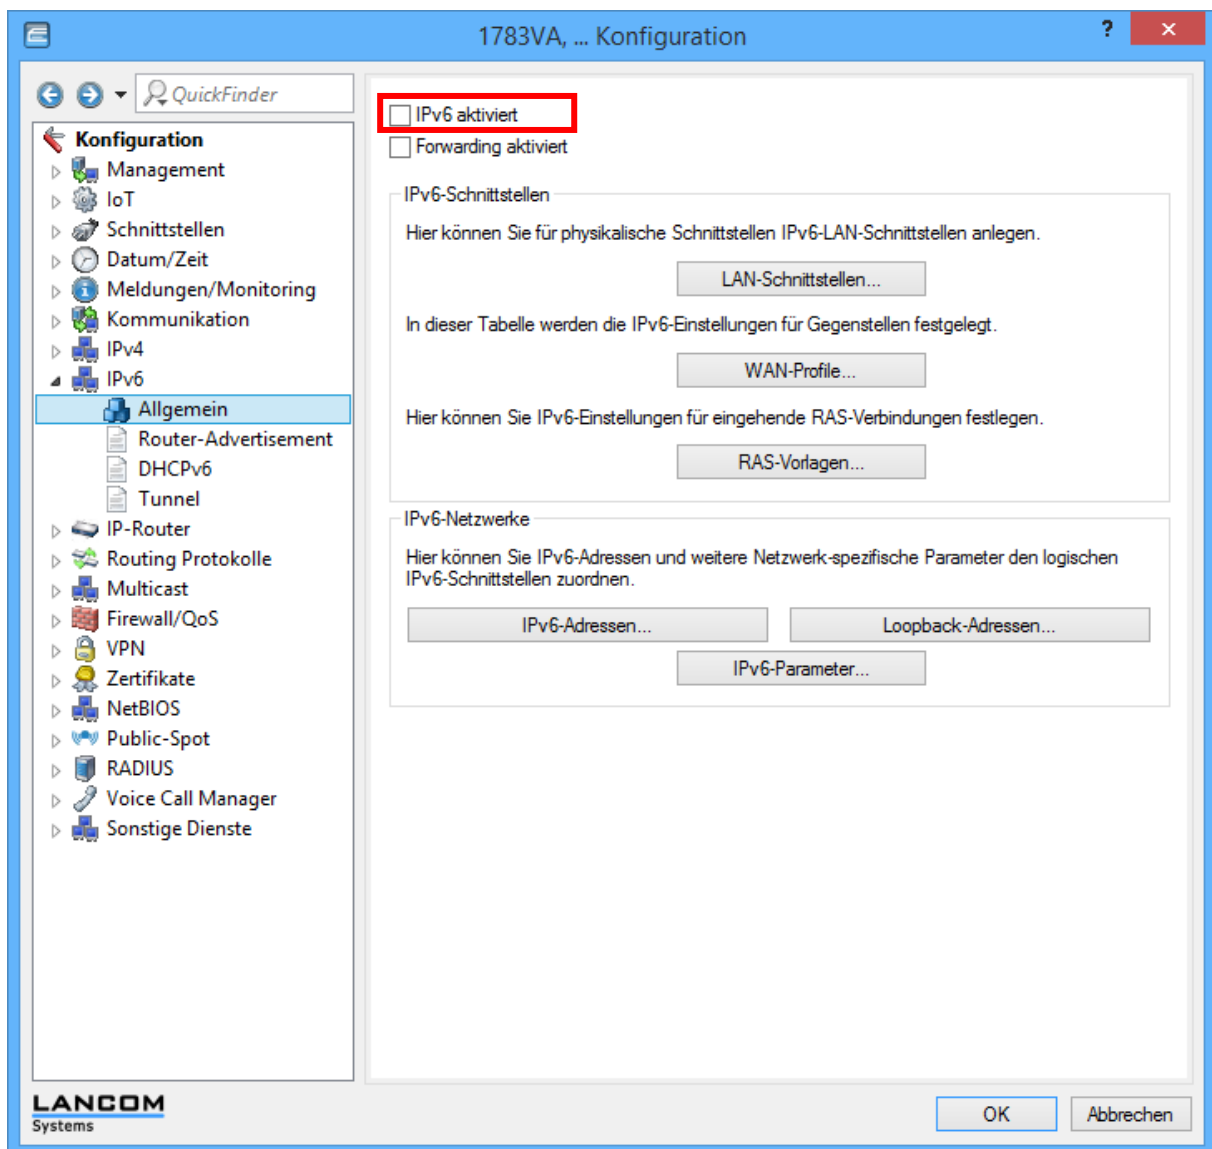 1783VA, ... Konfiguration
?
QuickFinder
Konfiguration
Management
IoT
Schnittstellen
Datum/Zeit
Meldungen/Monitoring
Kommunikation
IPv4
IPv6
Allgemein
Router-Advertisement
DHCPv6
Tunnel
IP-Router
Routing Protokolle
Multicast
Firewall/QoS
VPN
Zertifikate
NetBIOS
Public-Spot
RADIUS
Voice Call Manager
Sonstige Dienste
IPv6 aktiviert
Forwarding aktiviert
IPv6-Schnittstellen
Hier können Sie für physikalische Schnittstellen IPv6-LAN-Schnittstellen anlegen.
LAN-Schnittstellen...
In dieser Tabelle werden die IPv6-Einstellungen für Gegenstellen festgelegt.
WAN-Profile...
Hier können Sie IPv6-Einstellungen für eingehende RAS-Verbindungen festlegen.
RAS-Vorlagen...
IPv6-Netzwerke
Hier können Sie IPv6-Adressen und weitere Netzwerk-spezifische Parameter den logischen
IPv6-Schnittstellen zuordnen.
IPv6-Adressen...
Loopback-Adressen...
IPv6-Parameter...
LANCOM
Systems
OK
Abbrechen